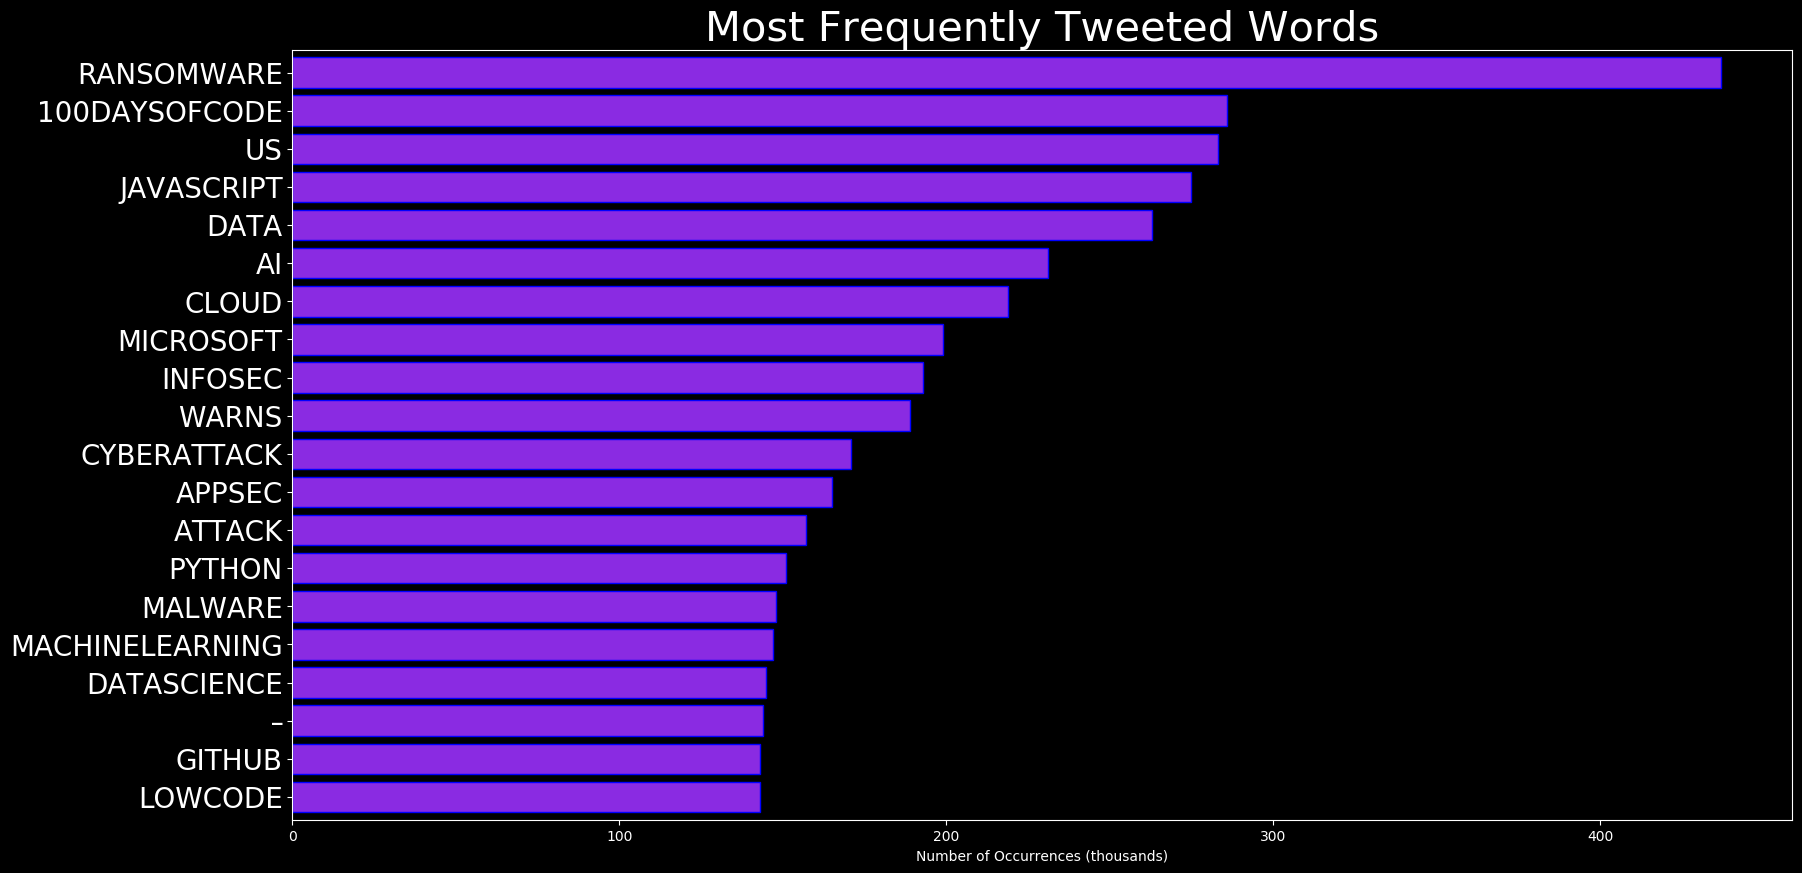 Most Frequently Tweeted Words
RANSOMWARE
100DAYSOFCODE
US
JAVASCRIPT
DATA
AI
CLOUD
MICROSOFT
INFOSEC
WARNS
CYBERATTACK
APPSEC
ATTACK
PYTHON
MALWARE
MACHINELEARNING
DATASCIENCE
–
GITHUB
LOWCODE
0 100 200 300 400
Number of Occurrences (thousands)